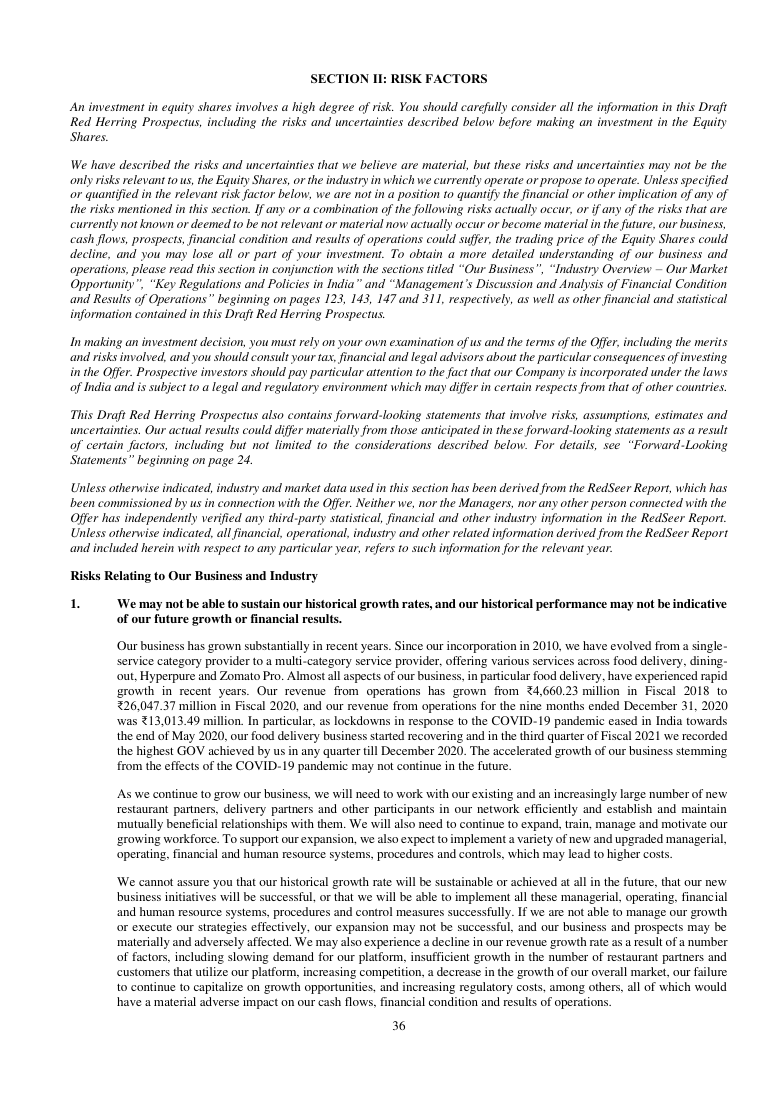 SECTION II: RISK FACTORS
An investment in equity shares involves a high degree of risk. You should carefully consider all the information in this Draft
Red Herring Prospectus, including the risks and uncertainties described below before making an investment in the Equity
Shares.
We have described the risks and uncertainties that we believe are material, but these risks and uncertainties may not be the
only risks relevant to us, the Equity Shares, or the industry in which we currently operate or propose to operate. Unless specified
or quantified in the relevant risk factor below, we are not in a position to quantify the financial or other implication of any of
the risks mentioned in this section. If any or a combination of the following risks actually occur, or if any of the risks that are
currently not known or deemed to be not relevant or material now actually occur or become material in the future, our business,
cash flows, prospects, financial condition and results of operations could suffer, the trading price of the Equity Shares could
decline, and you may lose all or part of your investment. To obtain a more detailed understanding of our business and
operations, please read this section in conjunction with the sections titled “Our Business”, “Industry Overview – Our Market
Opportunity”, “Key Regulations and Policies in India” and “Management’s Discussion and Analysis of Financial Condition
and Results of Operations” beginning on pages 123, 143, 147 and 311, respectively, as well as other financial and statistical
information contained in this Draft Red Herring Prospectus.
In making an investment decision, you must rely on your own examination of us and the terms of the Offer, including the merits
and risks involved, and you should consult your tax, financial and legal advisors about the particular consequences of investing
in the Offer. Prospective investors should pay particular attention to the fact that our Company is incorporated under the laws
of India and is subject to a legal and regulatory environment which may differ in certain respects from that of other countries.
This Draft Red Herring Prospectus also contains forward-looking statements that involve risks, assumptions, estimates and
uncertainties. Our actual results could differ materially from those anticipated in these forward-looking statements as a result
of certain factors, including but not limited to the considerations described below. For details, see “Forward-Looking
Statements” beginning on page 24.
Unless otherwise indicated, industry and market data used in this section has been derived from the RedSeer Report, which has
been commissioned by us in connection with the Offer. Neither we, nor the Managers, nor any other person connected with the
Offer has independently verified any third-party statistical, financial and other industry information in the RedSeer Report.
Unless otherwise indicated, all financial, operational, industry and other related information derived from the RedSeer Report
and included herein with respect to any particular year, refers to such information for the relevant year.
Risks Relating to Our Business and Industry
1. We may not be able to sustain our historical growth rates, and our historical performance may not be indicative
of our future growth or financial results.
Our business has grown substantially in recent years. Since our incorporation in 2010, we have evolved from a single-
service category provider to a multi-category service provider, offering various services across food delivery, dining-
out, Hyperpure and Zomato Pro. Almost all aspects of our business, in particular food delivery, have experienced rapid
growth in recent years. Our revenue from operations has grown from ₹4,660.23 million in Fiscal 2018 to
₹26,047.37 million in Fiscal 2020, and our revenue from operations for the nine months ended December 31, 2020
was ₹13,013.49 million. In particular, as lockdowns in response to the COVID-19 pandemic eased in India towards
the end of May 2020, our food delivery business started recovering and in the third quarter of Fiscal 2021 we recorded
the highest GOV achieved by us in any quarter till December 2020. The accelerated growth of our business stemming
from the effects of the COVID-19 pandemic may not continue in the future.
As we continue to grow our business, we will need to work with our existing and an increasingly large number of new
restaurant partners, delivery partners and other participants in our network efficiently and establish and maintain
mutually beneficial relationships with them. We will also need to continue to expand, train, manage and motivate our
growing workforce. To support our expansion, we also expect to implement a variety of new and upgraded managerial,
operating, financial and human resource systems, procedures and controls, which may lead to higher costs.
We cannot assure you that our historical growth rate will be sustainable or achieved at all in the future, that our new
business initiatives will be successful, or that we will be able to implement all these managerial, operating, financial
and human resource systems, procedures and control measures successfully. If we are not able to manage our growth
or execute our strategies effectively, our expansion may not be successful, and our business and prospects may be
materially and adversely affected. We may also experience a decline in our revenue growth rate as a result of a number
of factors, including slowing demand for our platform, insufficient growth in the number of restaurant partners and
customers that utilize our platform, increasing competition, a decrease in the growth of our overall market, our failure
to continue to capitalize on growth opportunities, and increasing regulatory costs, among others, all of which would
have a material adverse impact on our cash flows, financial condition and results of operations.
36